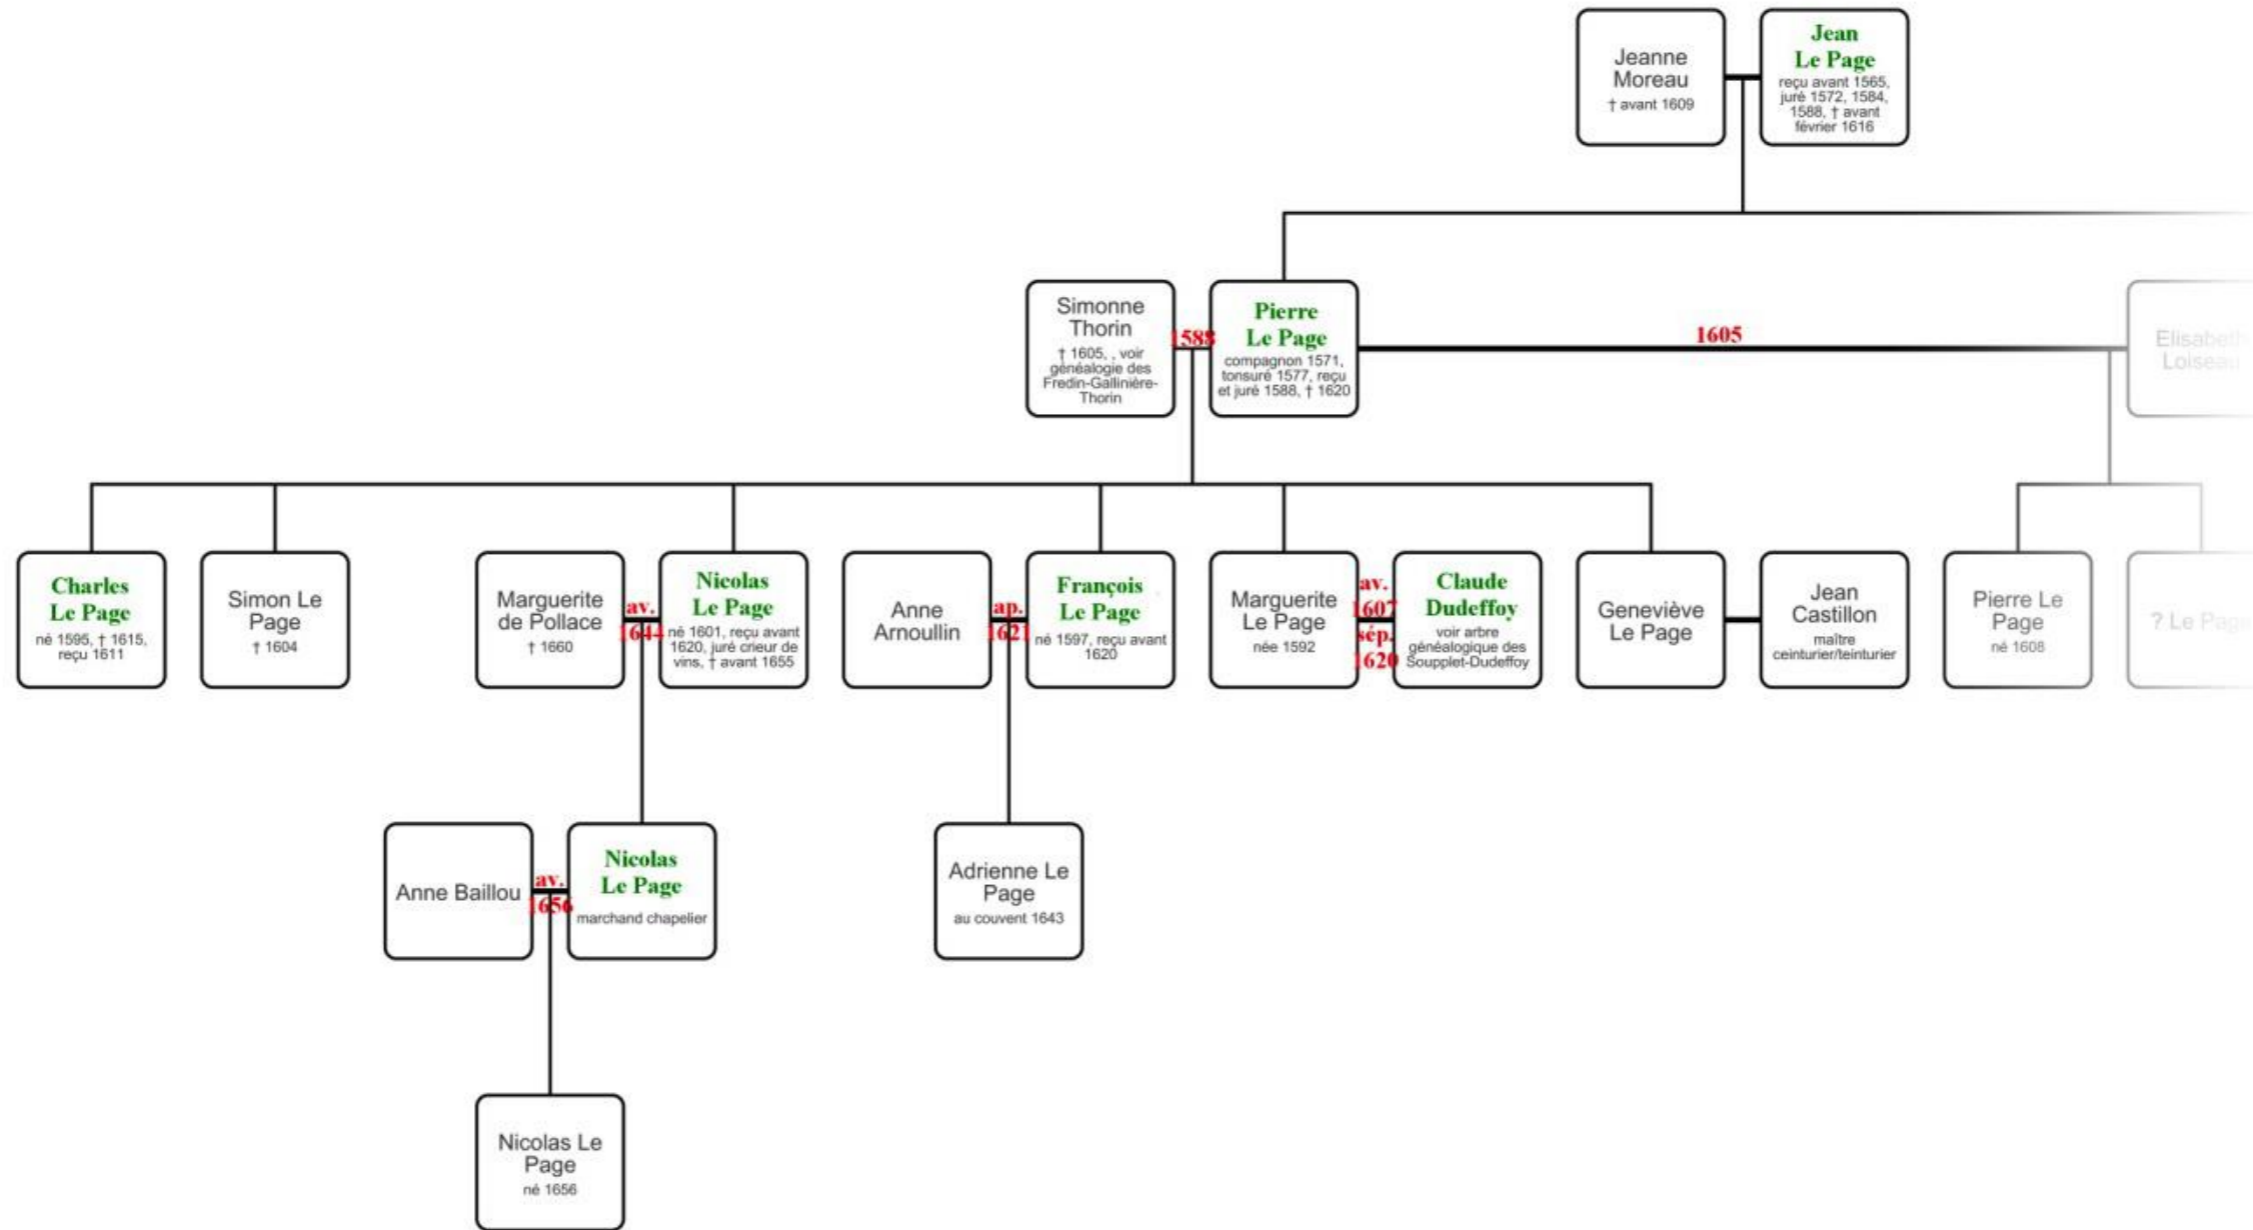 Jeanne
Moreau
† avant 1609
Jean
Le Page
reçu avant 1565,
juré 1572, 1584,
1588, † avant
février 1616
Simonne
Thorin
† 1605, , voir
généalogie des
Fredin-Gallinière-
Thorin
1588
Pierre
Le Page
compagnon 1571,
tonsuré 1577, reçu
et juré 1588, † 1620
1605
Elisabeth
Loiseau
Charles
Le Page
né 1595, † 1615,
reçu 1611
Simon Le
Page
† 1604
Marguerite
de Pollace
† 1660
av.
1644
Nicolas
Le Page
né 1601, reçu avant
1620, juré crieur de
vins, † avant 1655
Anne
Arnoullin
ap.
1621
François
Le Page
né 1597, reçu avant
1620
Marguerite
Le Page
née 1592
av.
1607
sép.
1620
Claude
Dudeffoy
voir arbre
généalogique des
Soupplet-Dudeffoy
Geneviève
Le Page
Jean
Castillon
maître
ceinturier/teinturier
Pierre Le
Page
né 1608
? Le Page
Anne Baillou
av.
1656
Nicolas
Le Page
marchand chapelier
Adrienne Le
Page
au couvent 1643
Nicolas Le
Page
né 1656